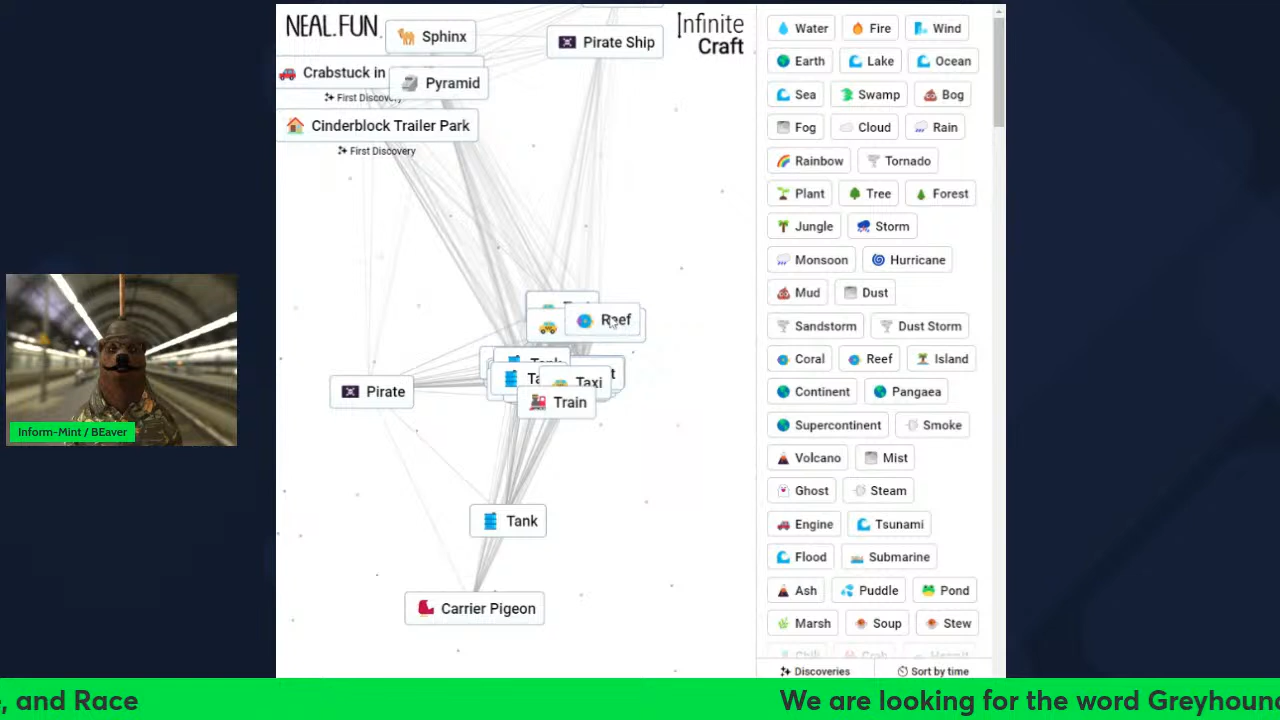 NEAL.FUN
Infinite
Craft
Sphinx
Pirate Ship
Crabstuck in
Pyramid
First Discovery
Cinderblock Trailer Park
First Discovery
Reef
Pirate
Taxi
Train
Tank
Carrier Pigeon
Water Fire Wind
Earth Lake Ocean
Sea Swamp Bog
Fog Cloud Rain
Rainbow Tornado
Plant Tree Forest
Jungle Storm
Monsoon Hurricane
Mud Dust
Sandstorm Dust Storm
Coral Reef Island
Continent Pangaea
Supercontinent Smoke
Volcano Mist
Ghost Steam
Engine Tsunami
Flood Submarine
Ash Puddle Pond
Marsh Soup Stew
Chili Crab Hermit
Discoveries Sort by time
Inform-Mint / BEaver
, and Race
We are looking for the word Greyhound